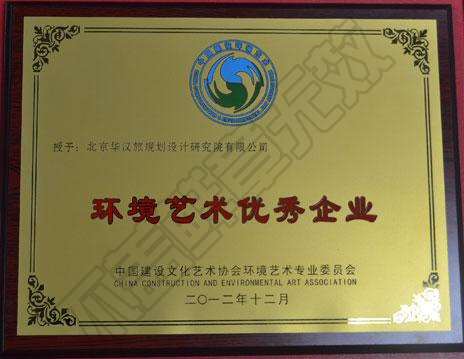 授予：北京华汉旅规划设计研究院有限公司
环境艺术优秀企业
中国建设文化艺术协会环境艺术专业委员会
CHINA CONSTRUCTION AND ENVIRONMENTAL ART ASSOCIATION
二〇一二年十二月